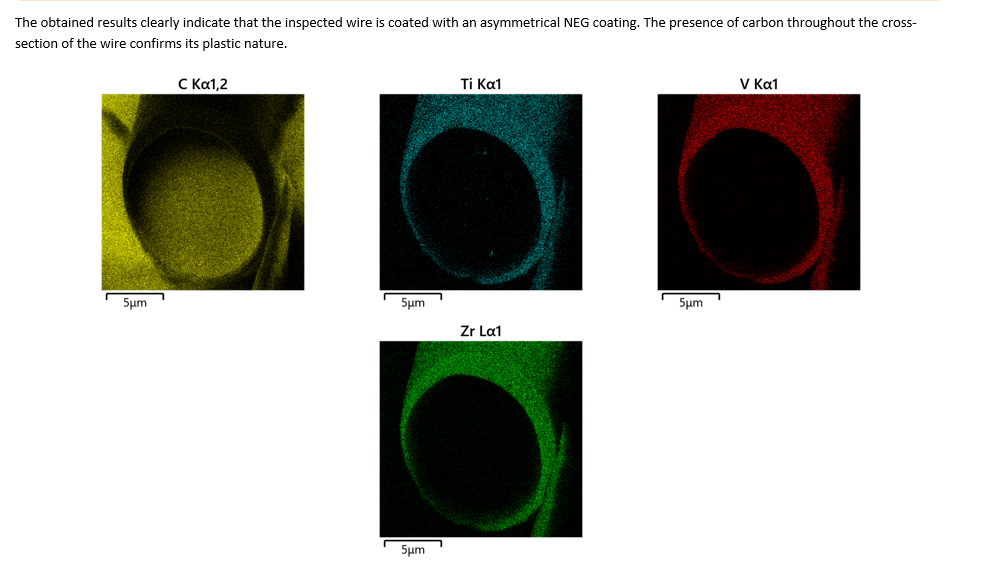 The obtained results clearly indicate that the inspected wire is coated with an asymmetrical NEG coating. The presence of carbon throughout the cross-
section of the wire confirms its plastic nature.
C Kα1,2
Ti Kα1
V Kα1
5µm
5µm
5µm
Zr Lα1
5µm